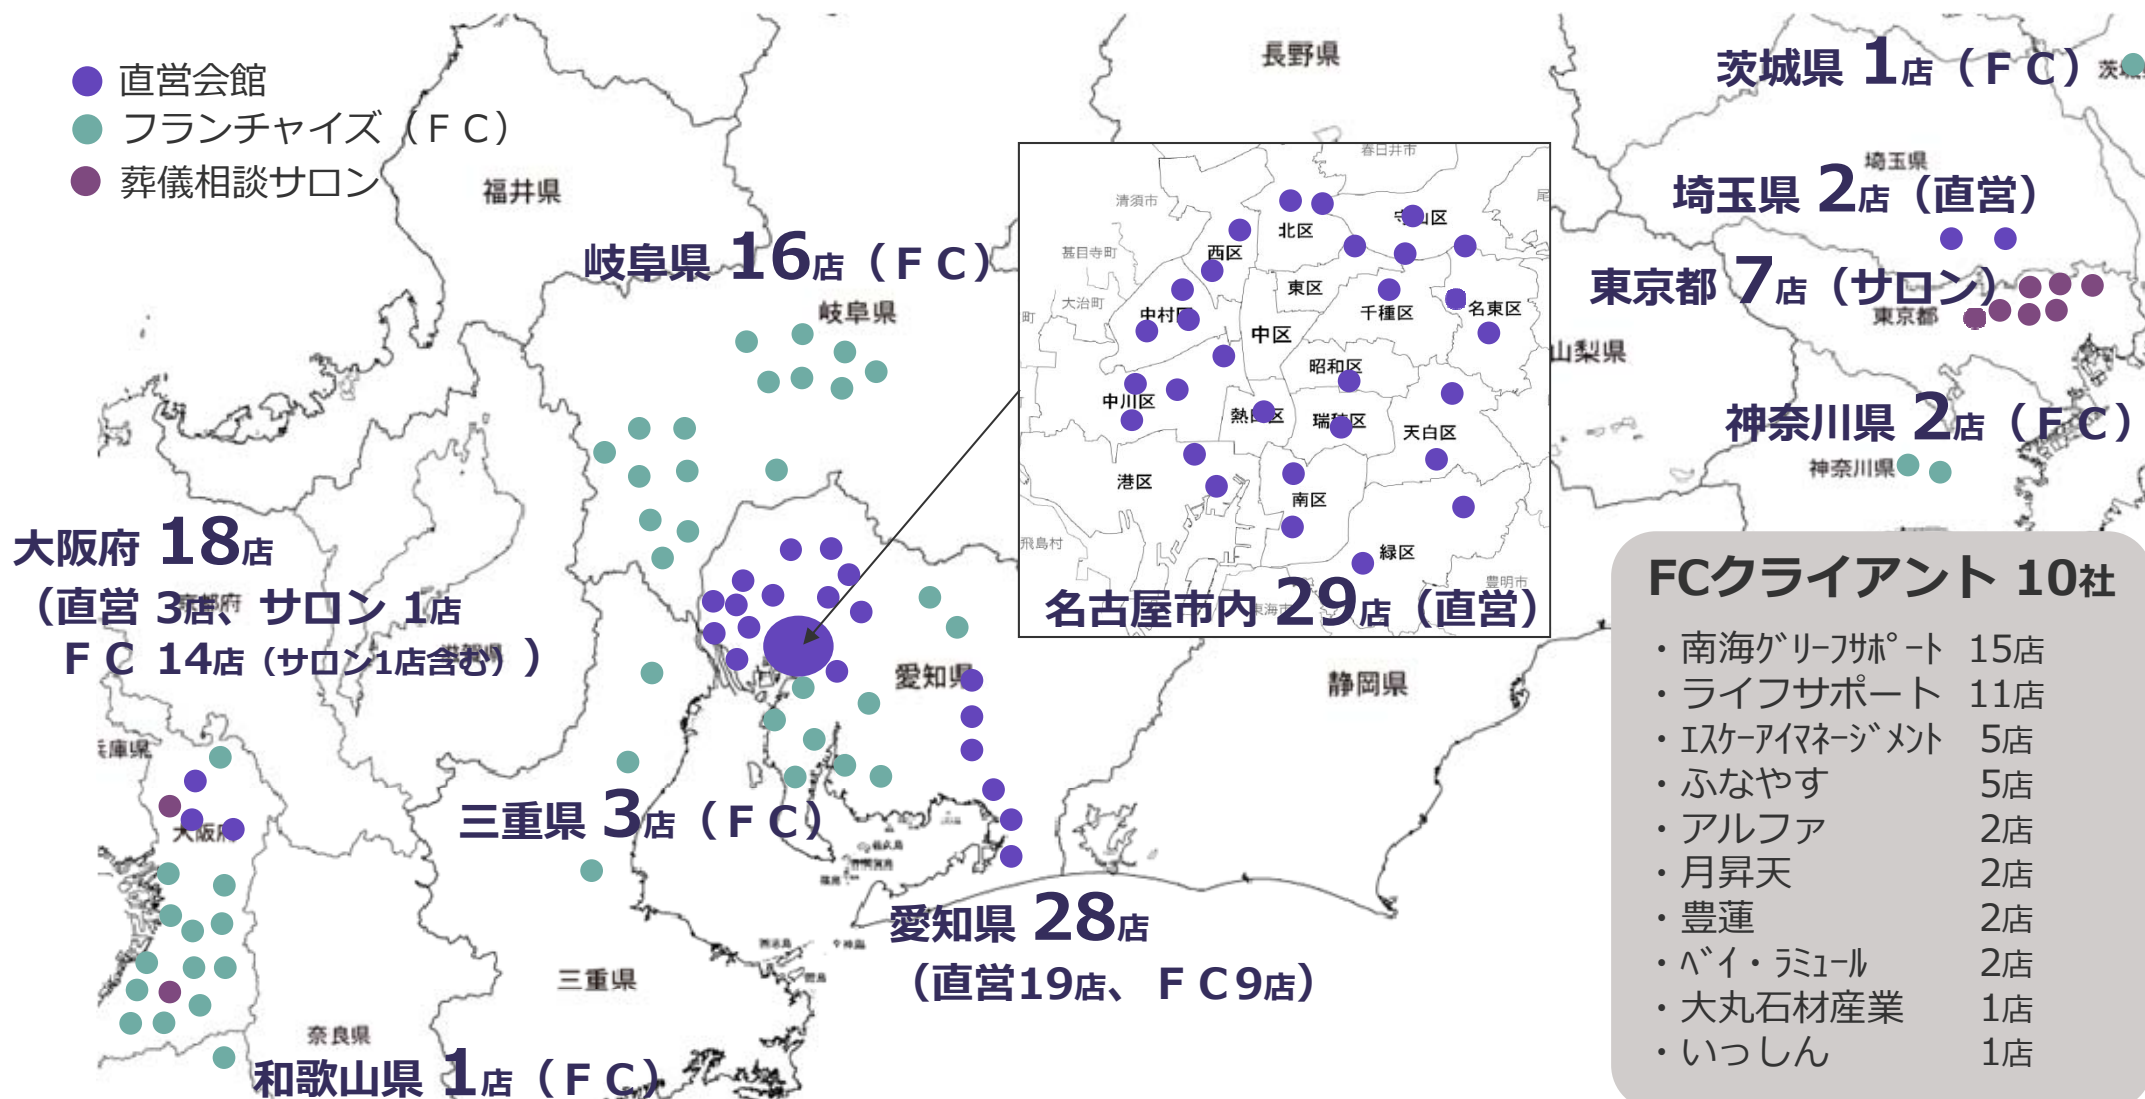 直営会館
フランチャイズ（ＦＣ）
葬儀相談サロン
福井県
長野県
岐阜県 16店（ＦＣ）
岐阜県
茨城県 1店（ＦＣ）
埼玉県
埼玉県 2店（直営）
東京都 7店（サロン）
東京都
山梨県
神奈川県 2店（ＦＣ）
神奈川県
春日井市
清須市
甚目寺町
大治町
町
尾
北区
守山区
西区
東区
千種区
名東区
中村区
中区
昭和区
中川区
熱田区
瑞穂区
天白区
港区
南区
緑区
飛島村
豊明市
東海市
名古屋市内 29店（直営）
大阪府 18店
（直営 3店、サロン 1店
ＦＣ 14店（サロン1店含む））
京都府
滋賀県
兵庫県
大阪府
愛知県
静岡県
三重県 3店（ＦＣ）
愛知県 28店
（直営19店、ＦＣ9店）
三重県
奈良県
和歌山県 1店（ＦＣ）
FCクライアント 10社
・南海ｸﾞﾘｰﾌｻﾎﾟｰﾄ 15店
・ライフサポート 11店
・ｴｽｹｰｱｲﾏﾈｰｼﾞﾒﾝﾄ 5店
・ふなやす 5店
・アルファ 2店
・月昇天 2店
・豊蓮 2店
・ﾍﾞｲ・ﾗﾐｭｰﾙ 2店
・大丸石材産業 1店
・いっしん 1店